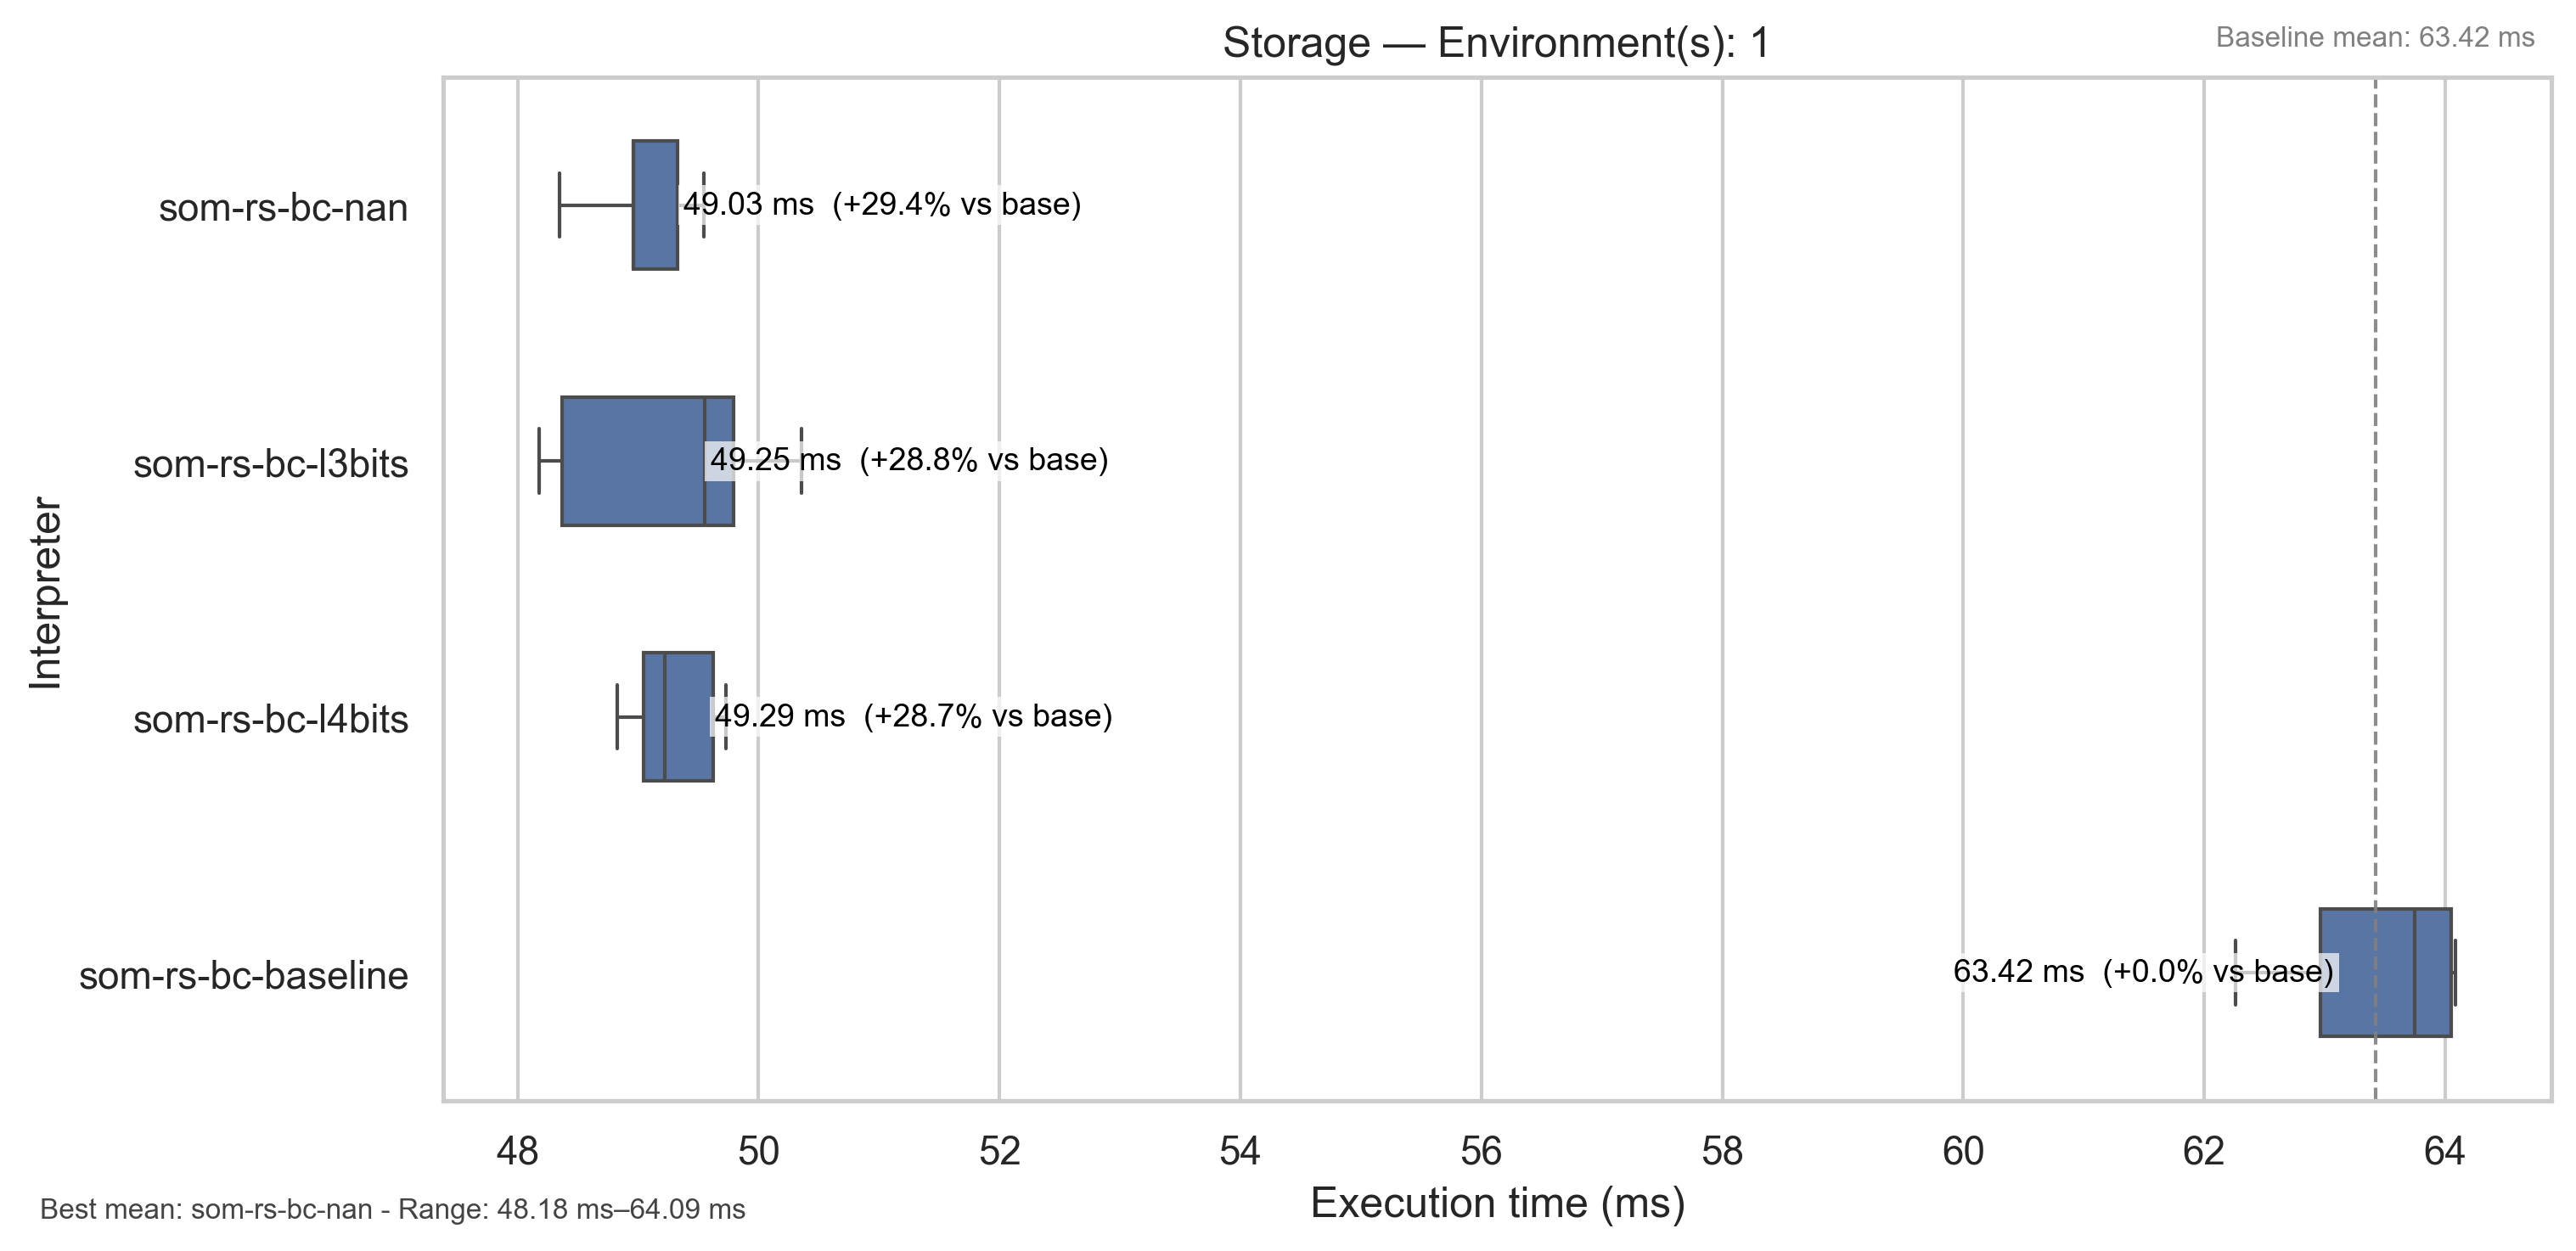 Storage — Environment(s): 1
Baseline mean: 63.42 ms
som-rs-bc-nan
49.03 ms (+29.4% vs base)
som-rs-bc-l3bits
49.25 ms (+28.8% vs base)
Interpreter
som-rs-bc-l4bits
49.29 ms (+28.7% vs base)
som-rs-bc-baseline
63.42 ms (+0.0% vs base)
48 50 52 54 56 58 60 62 64
Execution time (ms)
Best mean: som-rs-bc-nan - Range: 48.18 ms–64.09 ms